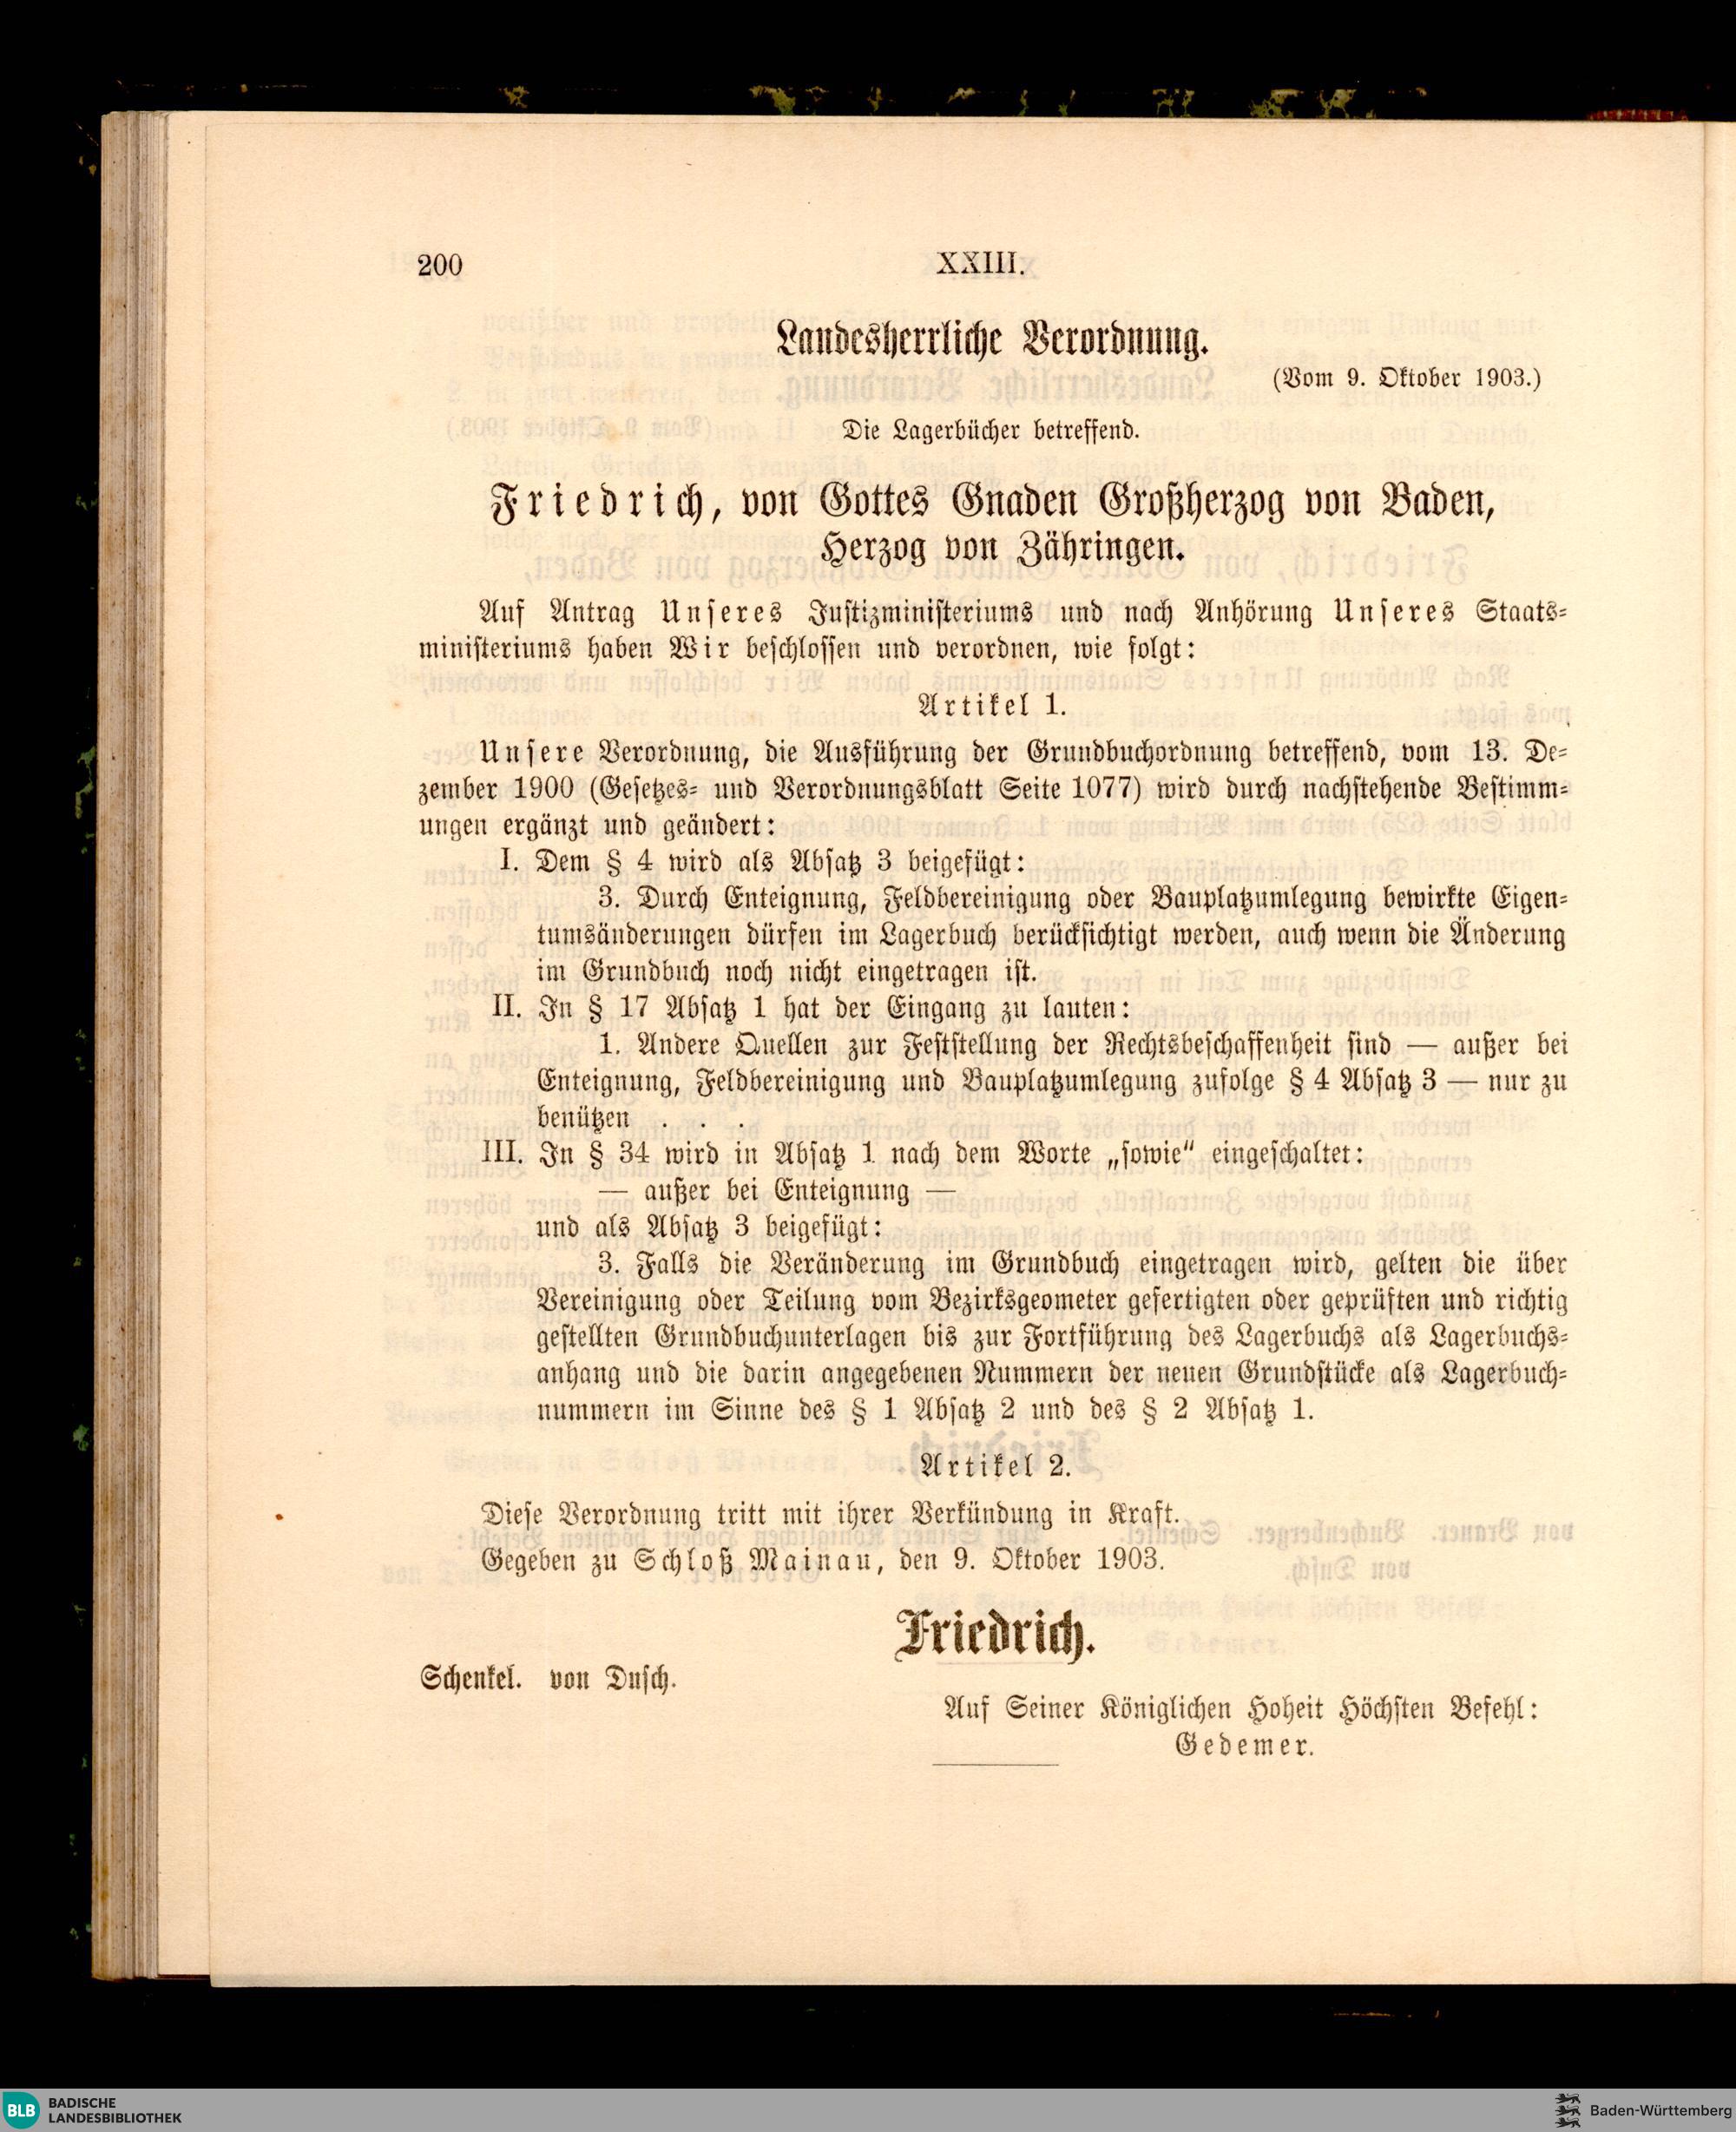 200
XXIII.
Landesherrliche Verordnung.
(Vom 9. Oktober 1903.)
Die Lagerbücher betreffend.
Friedrich, von Gottes Gnaden Großherzog von Baden,
Herzog von Zähringen.
Auf Antrag Unseres Justizministeriums und nach Anhörung Unseres Staats-
ministeriums haben Wir beschlossen und verordnen, wie folgt:
Artikel 1.
Unsere Verordnung, die Ausführung der Grundbuchordnung betreffend, vom 13. De-
zember 1900 (Gesetzes- und Verordnungsblatt Seite 1077) wird durch nachstehende Bestimm-
ungen ergänzt und geändert:
I. Dem § 4 wird als Absatz 3 beigefügt:
3. Durch Enteignung, Feldbereinigung oder Bauplatzumlegung bewirkte Eigen-
tumsänderungen dürfen im Lagerbuch berücksichtigt werden, auch wenn die Änderung
im Grundbuch noch nicht eingetragen ist.
II. In § 17 Absatz 1 hat der Eingang zu lauten:
1. Andere Quellen zur Feststellung der Rechtsbeschaffenheit sind — außer bei
Enteignung, Feldbereinigung und Bauplatzumlegung zufolge § 4 Absatz 3 — nur zu
benützen . . .
III. In § 34 wird in Absatz 1 nach dem Worte „sowie“ eingeschaltet:
— außer bei Enteignung —
und als Absatz 3 beigefügt:
3. Falls die Veränderung im Grundbuch eingetragen wird, gelten die über
Vereinigung oder Teilung vom Bezirksgeometer gefertigten oder geprüften und richtig
gestellten Grundbuchunterlagen bis zur Fortführung des Lagerbuchs als Lagerbuchs-
anhang und die darin angegebenen Nummern der neuen Grundstücke als Lagerbuch-
nummern im Sinne des § 1 Absatz 2 und des § 2 Absatz 1.
Artikel 2.
Diese Verordnung tritt mit ihrer Verkündung in Kraft.
Gegeben zu Schloß Mainau, den 9. Oktober 1903.
Friedrich.
Schenkel. von Dusch.
Auf Seiner Königlichen Hoheit Höchsten Befehl:
Gedemer.
BLB BADISCHE
LANDESBIBLIOTHEK
Baden-Württemberg